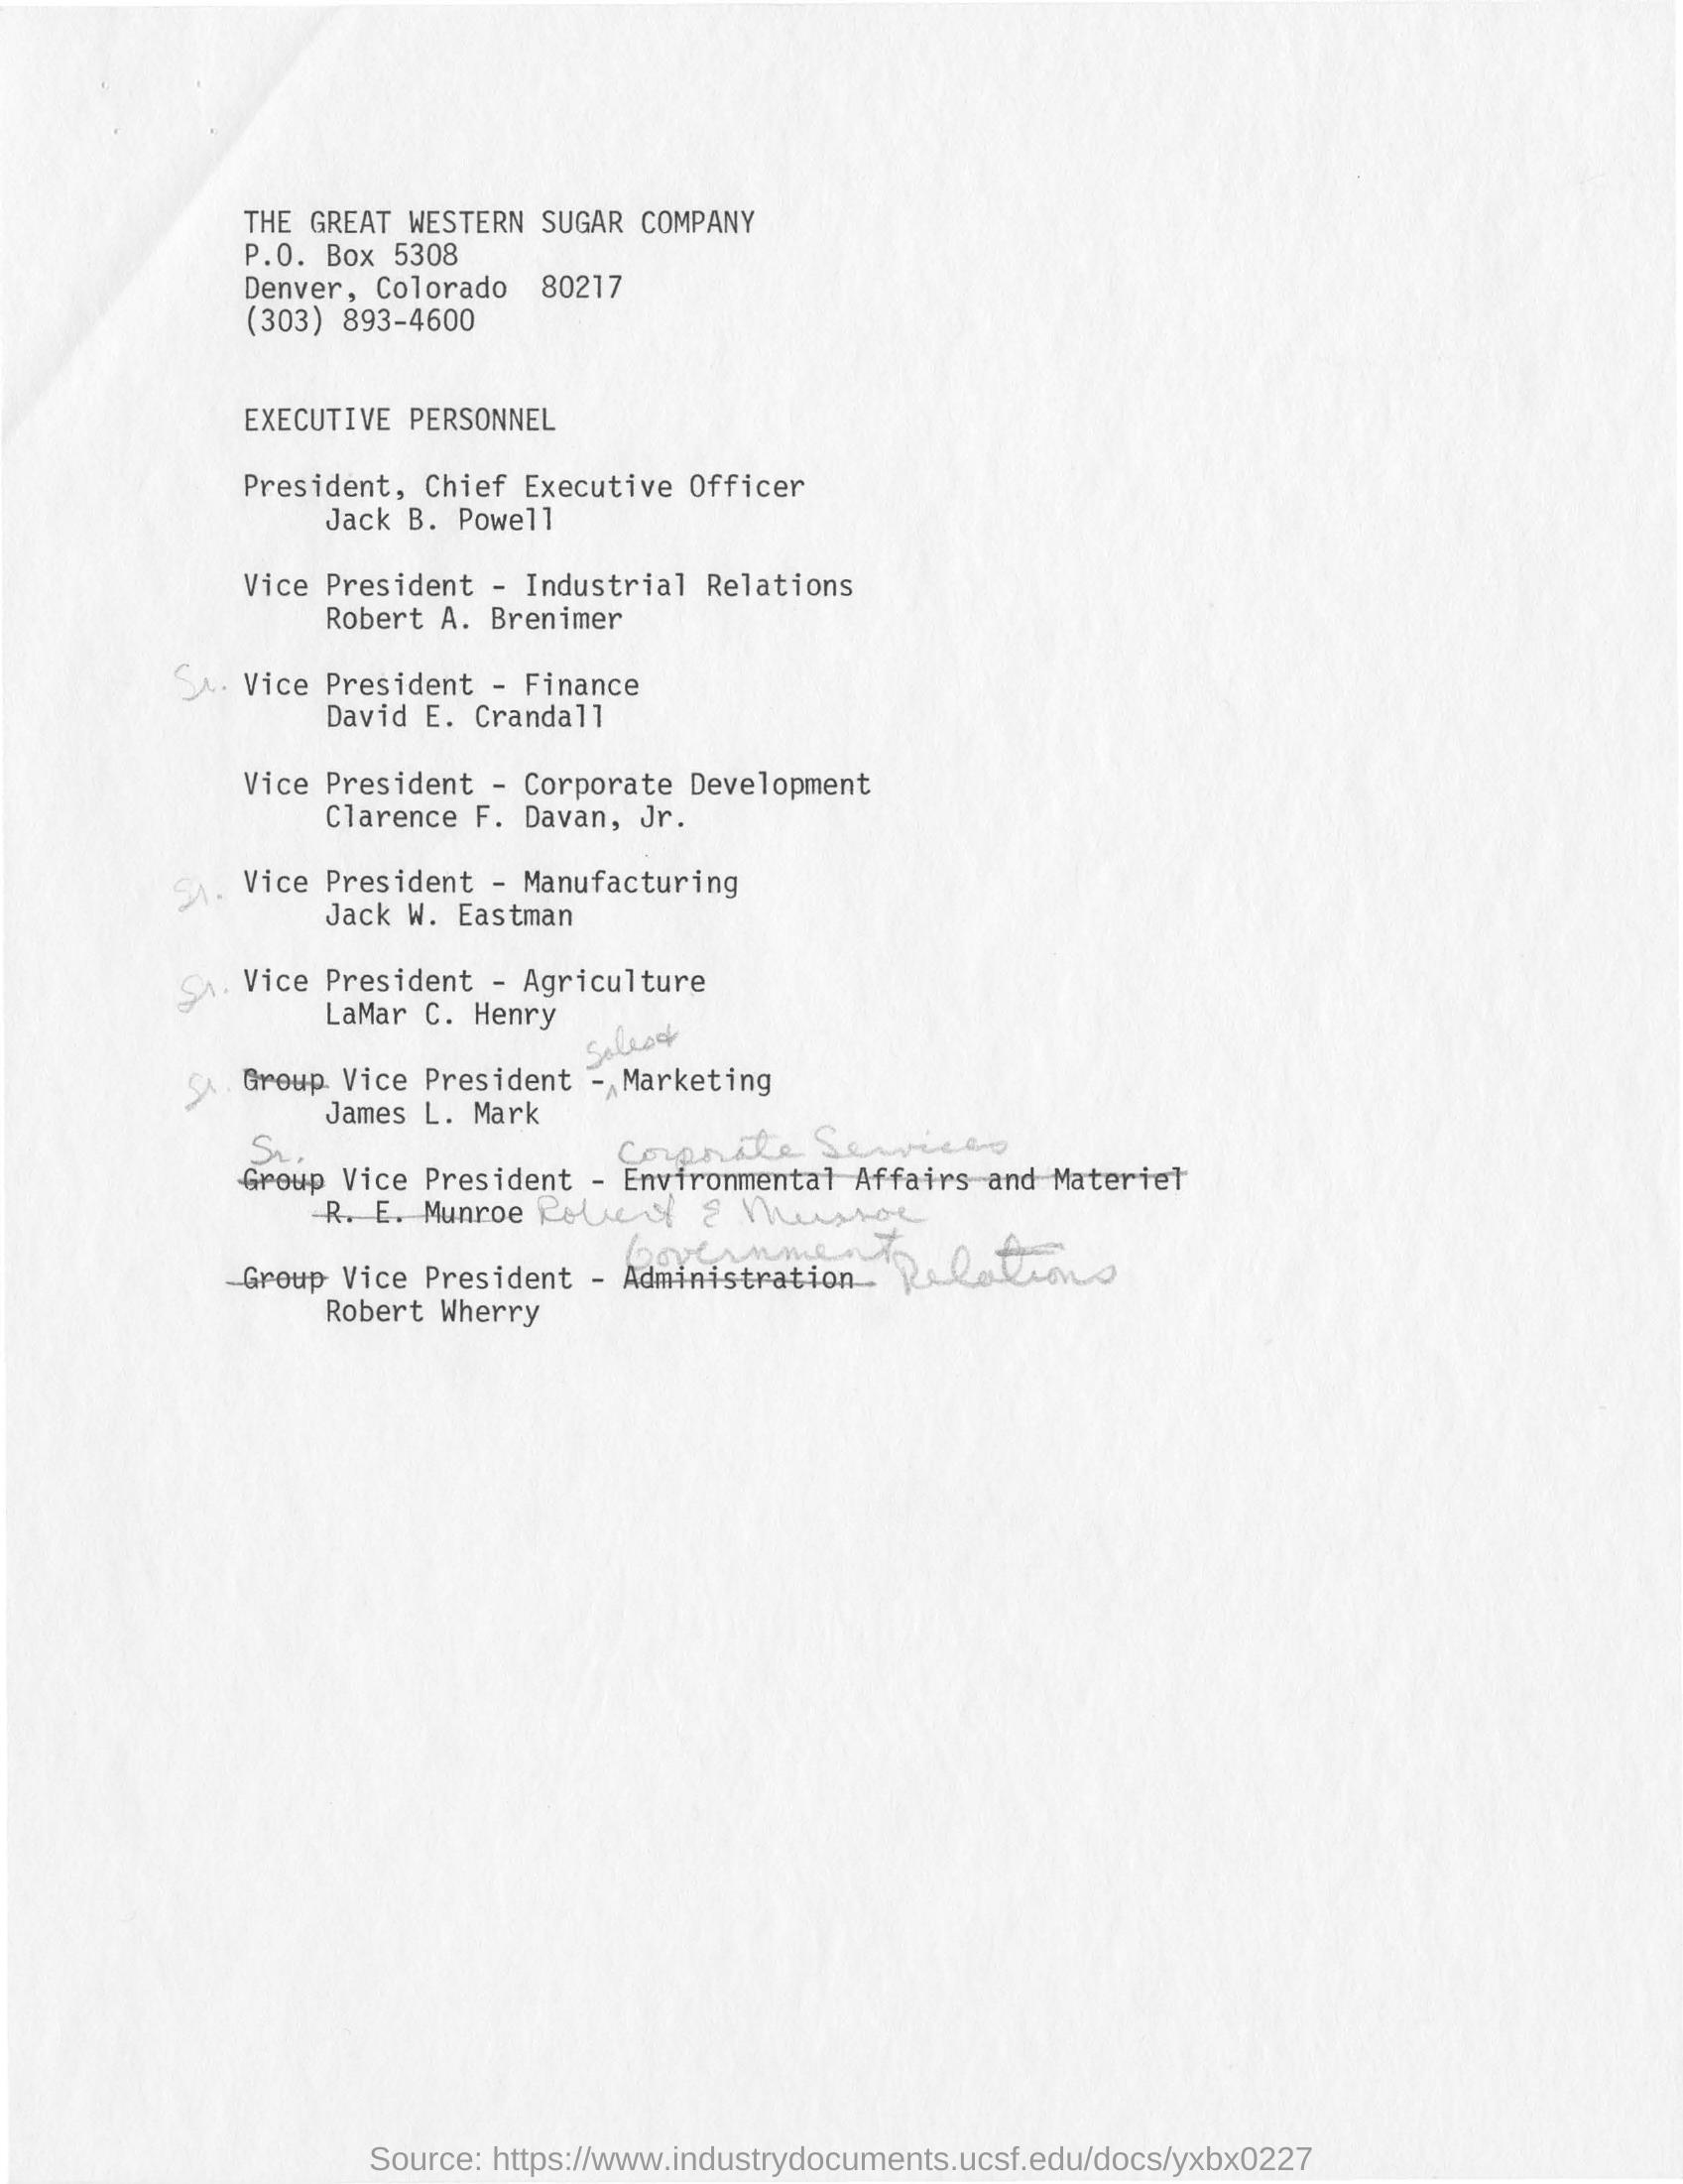 THE GREAT WESTERN SUGAR COMPANY
P.O. Box 5308
Denver, Colorado 80217
(303) 893-4600
EXECUTIVE PERSONNEL
President, Chief Executive Officer
Jack B. Powell
Vice President - Industrial Relations
Robert A. Brenimer
Sr. Vice President - Finance
David E. Crandall
Vice President - Corporate Development
Clarence F. Davan, Jr.
Sr. Vice President - Manufacturing
Jack W. Eastman
Sr. Vice President - Agriculture
LaMar C. Henry
Sales &
Sr. Group Vice President - Marketing
James L. Mark
Sr. Corporate Services
Group Vice President - Environmental Affairs and Materiel
R. E. Munroe Robert E Munroe
Government
Group Vice President - Administration Relations
Robert Wherry
Source: https://www.industrydocuments.ucsf.edu/docs/yxbx0227